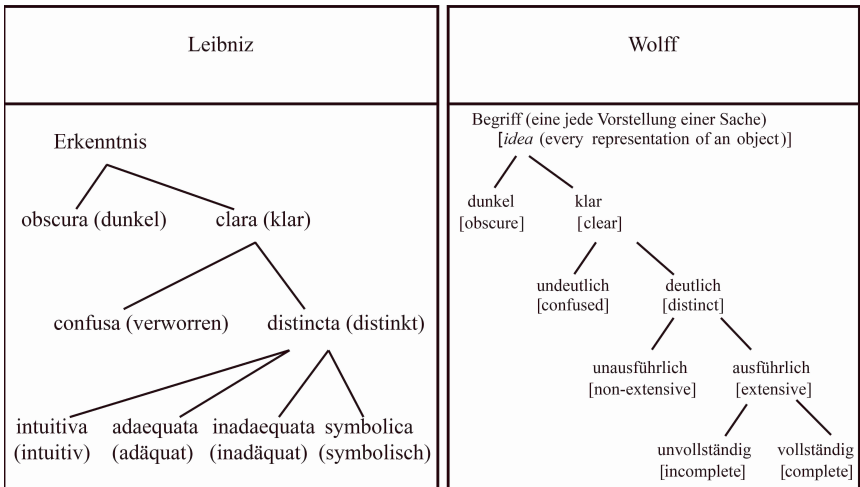 Leibniz
Erkenntnis
obscura (dunkel) clara (klar)
confusa (verworren) distincta (distinkt)
intuitiva adaequata inadaequata symbolica
(intuitiv) (adäquat) (inadäquat) (symbolisch)
Wolff
Begriff (eine jede Vorstellung einer Sache)
[idea (every representation of an object)]
dunkel klar
[obscure] [clear]
undeutlich deutlich
[confused] [distinct]
unausführlich ausführlich
[non-extensive] [extensive]
unvollständig vollständig
[incomplete] [complete]